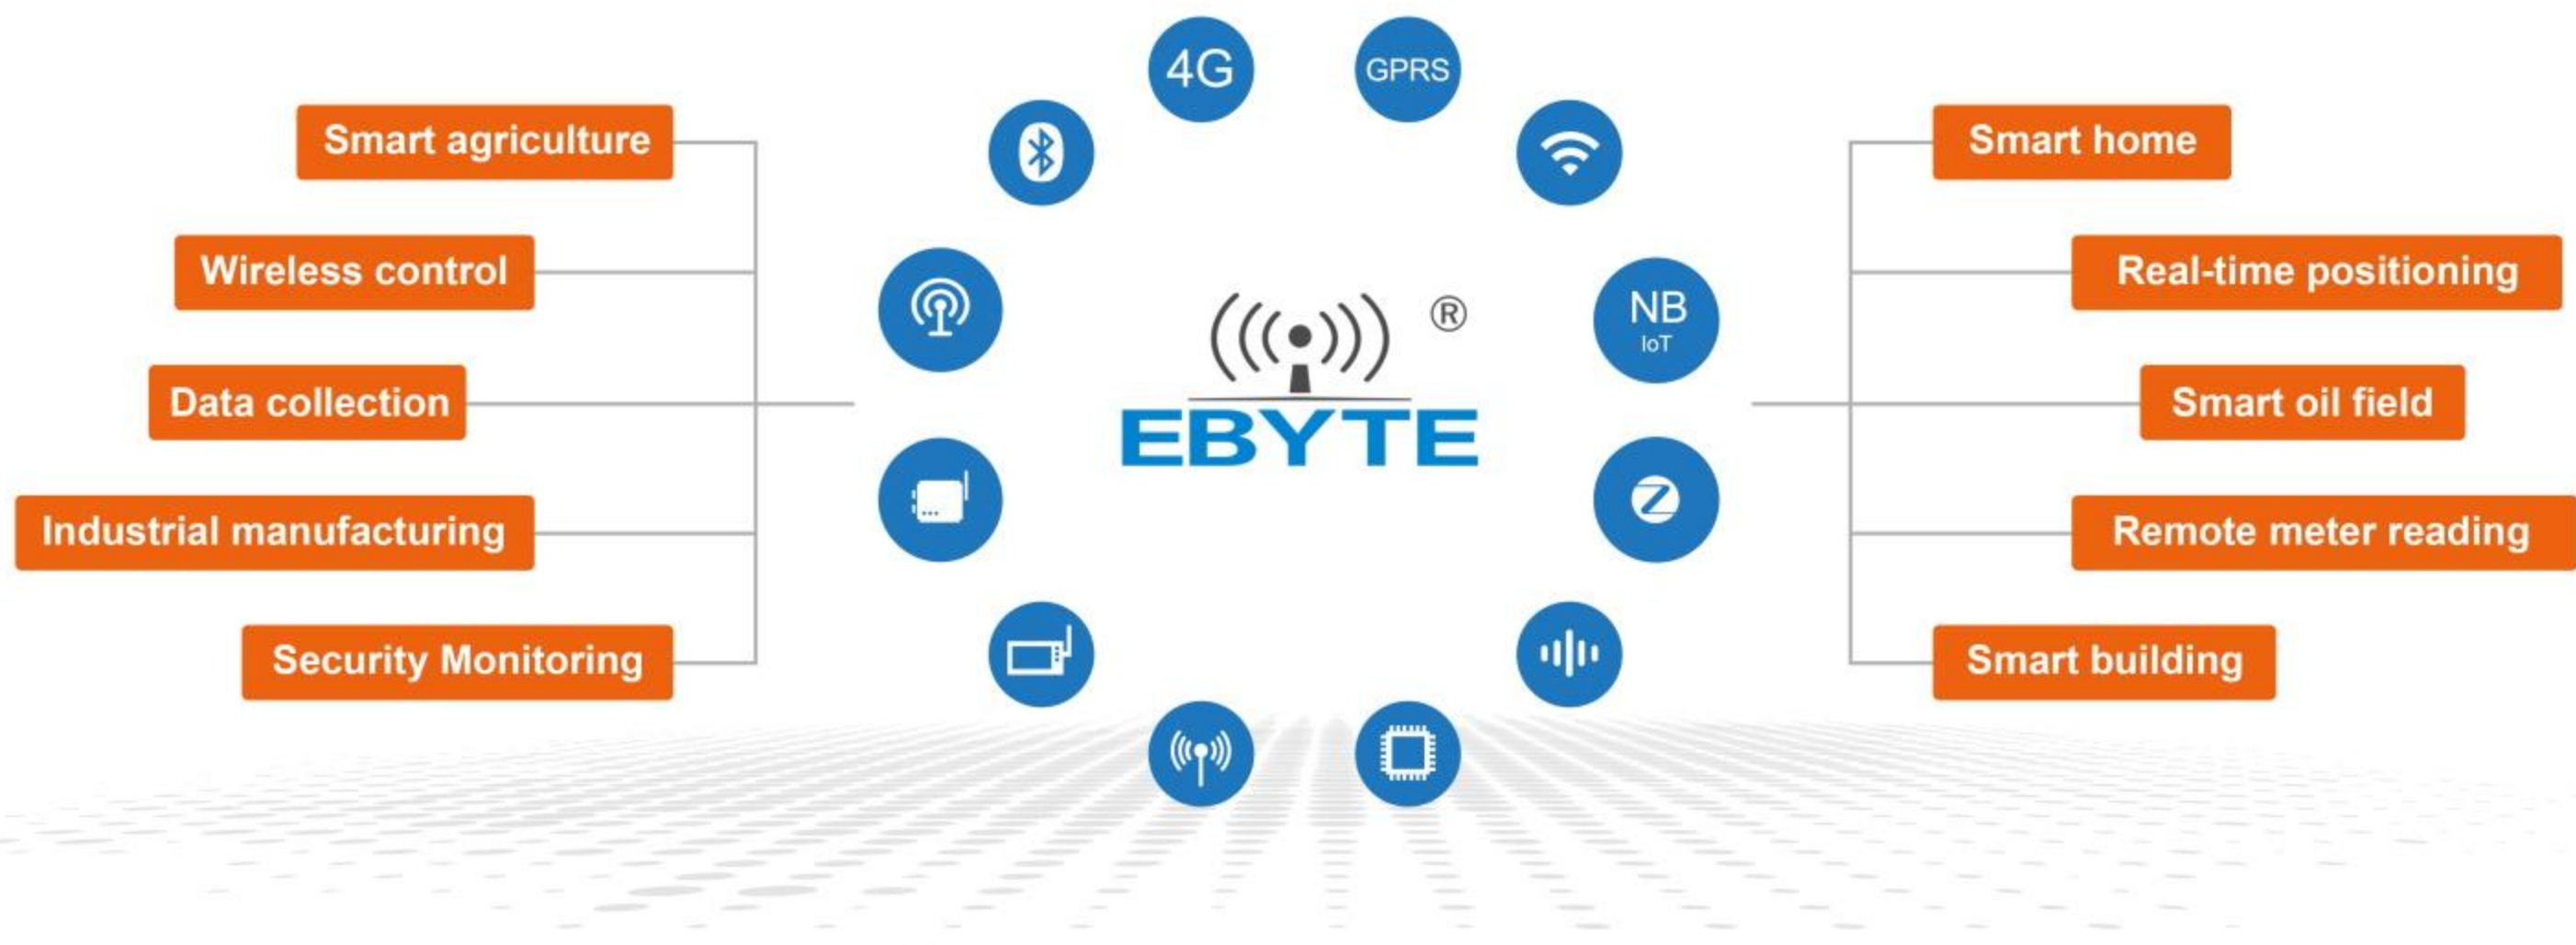 4G
GPRS
Smart agriculture
Wireless control
Data collection
Industrial manufacturing
Security Monitoring
®
EBYTE
NB
IoT
Smart home
Real-time positioning
Smart oil field
Remote meter reading
Smart building